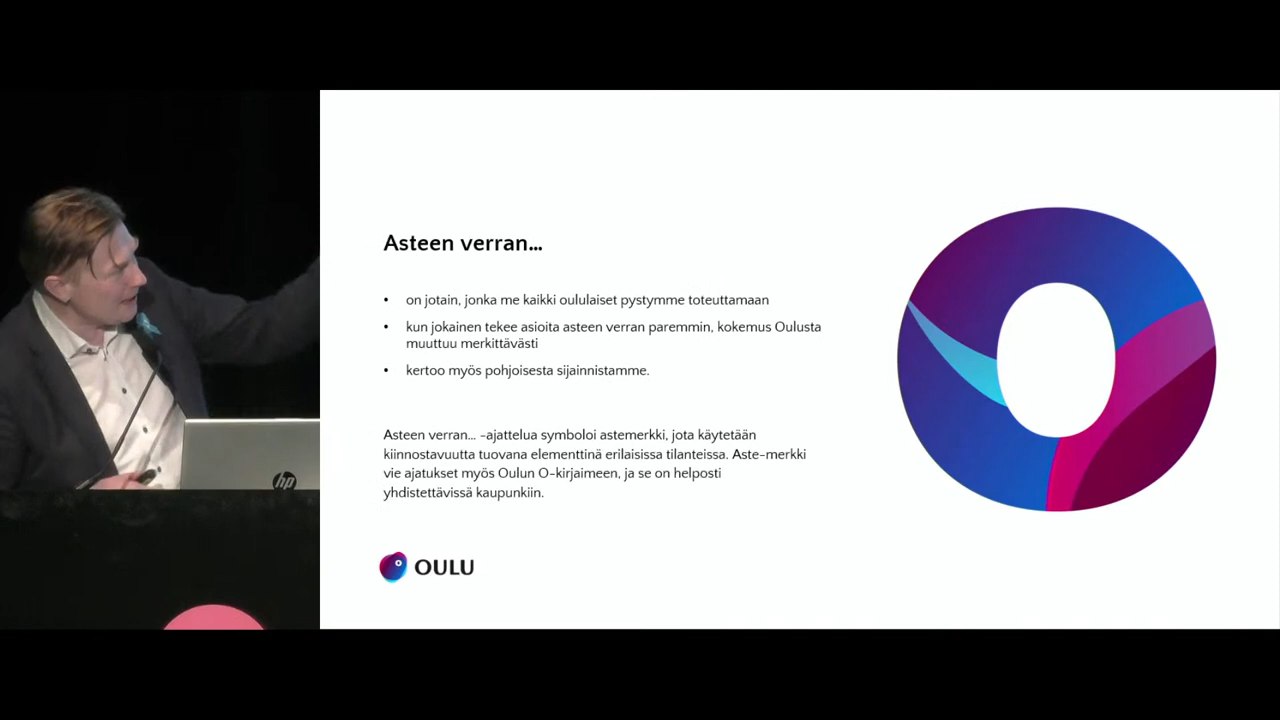 Asteen verran...
• on jotain, jonka me kaikki oululaiset pystymme toteuttamaan
• kun jokainen tekee asioita asteen verran paremmin, kokemus Oulusta
muuttuu merkittävästi
• kertoo myös pohjoisesta sijainnistamme.
Asteen verran... -ajattelua symboloi astemerkki, jota käytetään
kiinnostavuutta tuovana elementtinä erilaisissa tilanteissa. Aste-merkki
vie ajatukset myös Oulun O-kirjaimeen, ja se on helposti
yhdistettävissä kaupunkiin.
OULU
hp